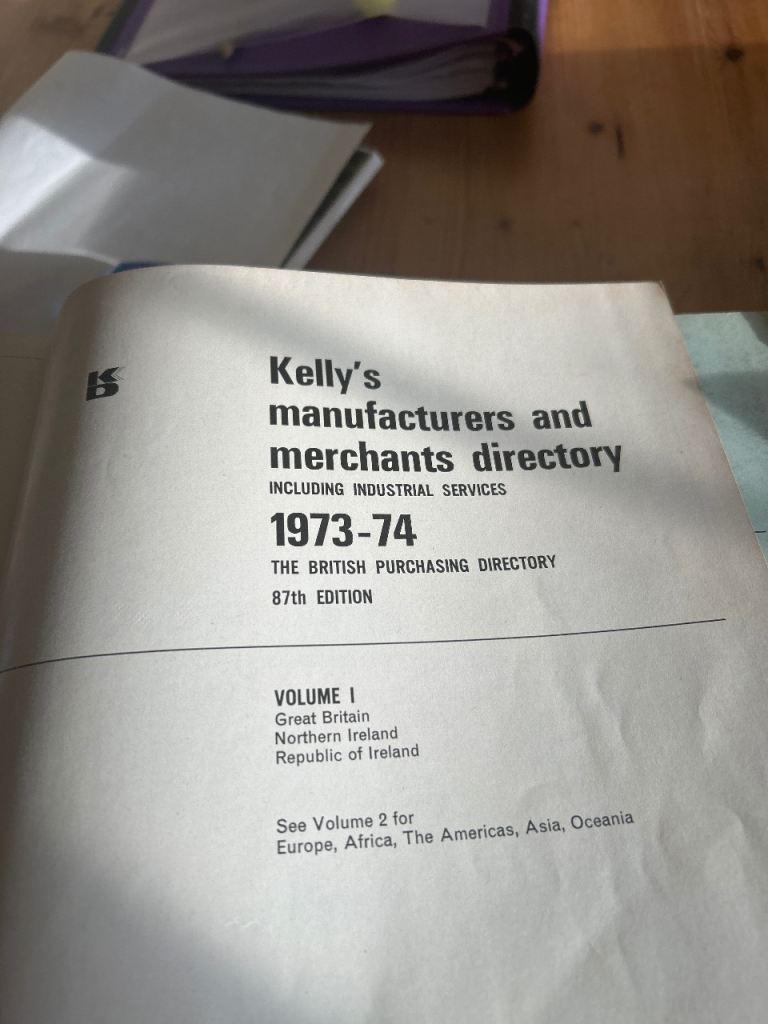 KD
Kelly's
manufacturers and
merchants directory
INCLUDING INDUSTRIAL SERVICES
1973-74
THE BRITISH PURCHASING DIRECTORY
87th EDITION
VOLUME I
Great Britain
Northern Ireland
Republic of Ireland
See Volume 2 for
Europe, Africa, The Americas, Asia, Oceania